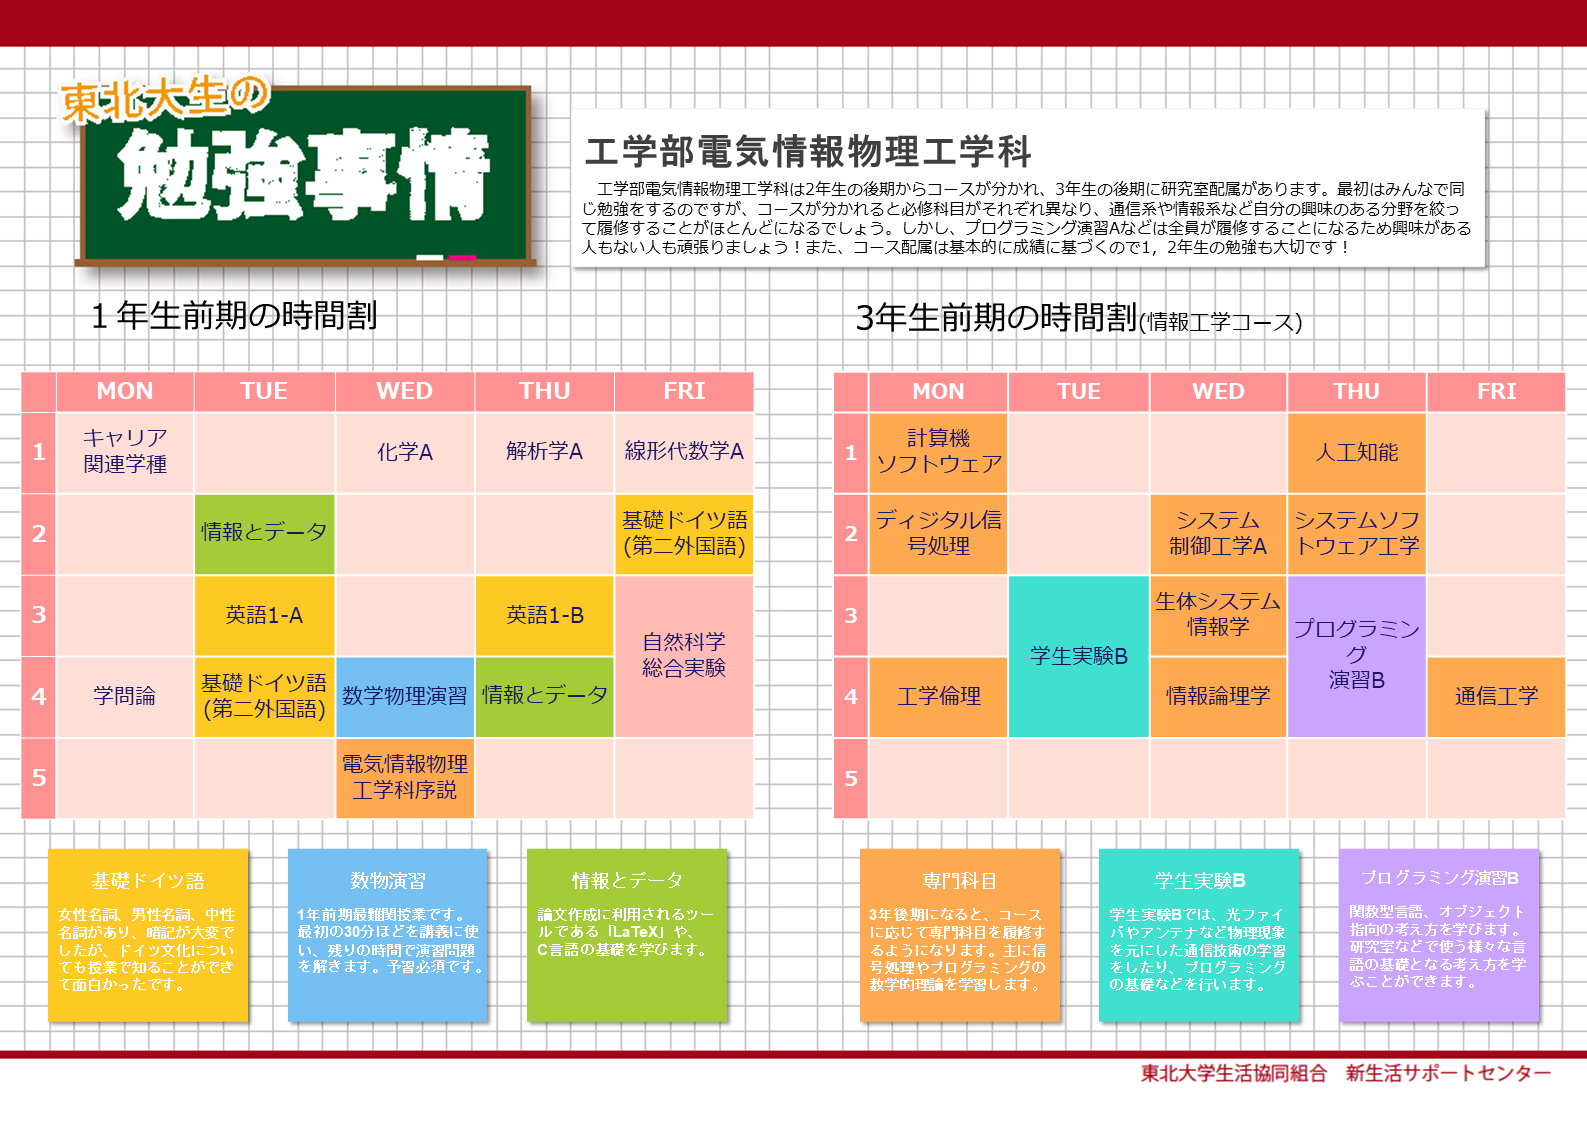 東北大生の
勉強事情
工学部電気情報物理工学科
工学部電気情報物理工学科は2年生の後期からコースが分かれ、3年生の後期に研究室配属があります。最初はみんなで同
じ勉強をするのですが、コースが分かれると必修科目がそれぞれ異なり、通信系や情報系など自分の興味のある分野を絞っ
て履修することがほとんどになるでしょう。しかし、プログラミング演習Aなどは全員が履修することになるため興味がある
人もない人も頑張りましょう！また、コース配属は基本的に成績に基づくので1，2年生の勉強も大切です！
１年生前期の時間割
MON TUE WED THU FRI
1
キャリア
関連学種
化学A
解析学A
線形代数学A
2
情報とデータ
基礎ドイツ語
(第二外国語)
3
英語1-A
英語1-B
自然科学
総合実験
4
学問論
基礎ドイツ語
(第二外国語)
数学物理演習
情報とデータ
5
電気情報物理
工学科序説
基礎ドイツ語
女性名詞、男性名詞、中性
名詞があり、暗記が大変で
したが、ドイツ文化につい
ても授業で知ることができ
て面白かったです。
数物演習
1年前期最難関授業です。
最初の30分ほどを講義に使
い、残りの時間で演習問題
を解きます。予習必須です。
情報とデータ
論文作成に利用されるツー
ルである「LaTeX」や、
C言語の基礎を学びます。
3年生前期の時間割(情報工学コース)
MON TUE WED THU FRI
1
計算機
ソフトウェア
人工知能
2
ディジタル信
号処理
システム
制御工学A
システムソフ
トウェア工学
3
学生実験B
生体システム
情報学
プログラミン
グ
演習B
4
工学倫理
情報論理学
通信工学
5
専門科目
3年後期になると、コース
に応じて専門科目を履修す
るようになります。主に信
号処理やプログラミングの
数学的理論を学習します。
学生実験B
学生実験Bでは、光ファイ
バやアンテナなど物理現象
を元にした通信技術の学習
をしたり、プログラミング
の基礎などを行います。
プログラミング演習B
関数型言語、オブジェクト
指向の考え方を学びます。
研究室などで使う様々な言
語の基礎となる考え方を学
ぶことができます。
東北大学生活協同組合　新生活サポートセンター